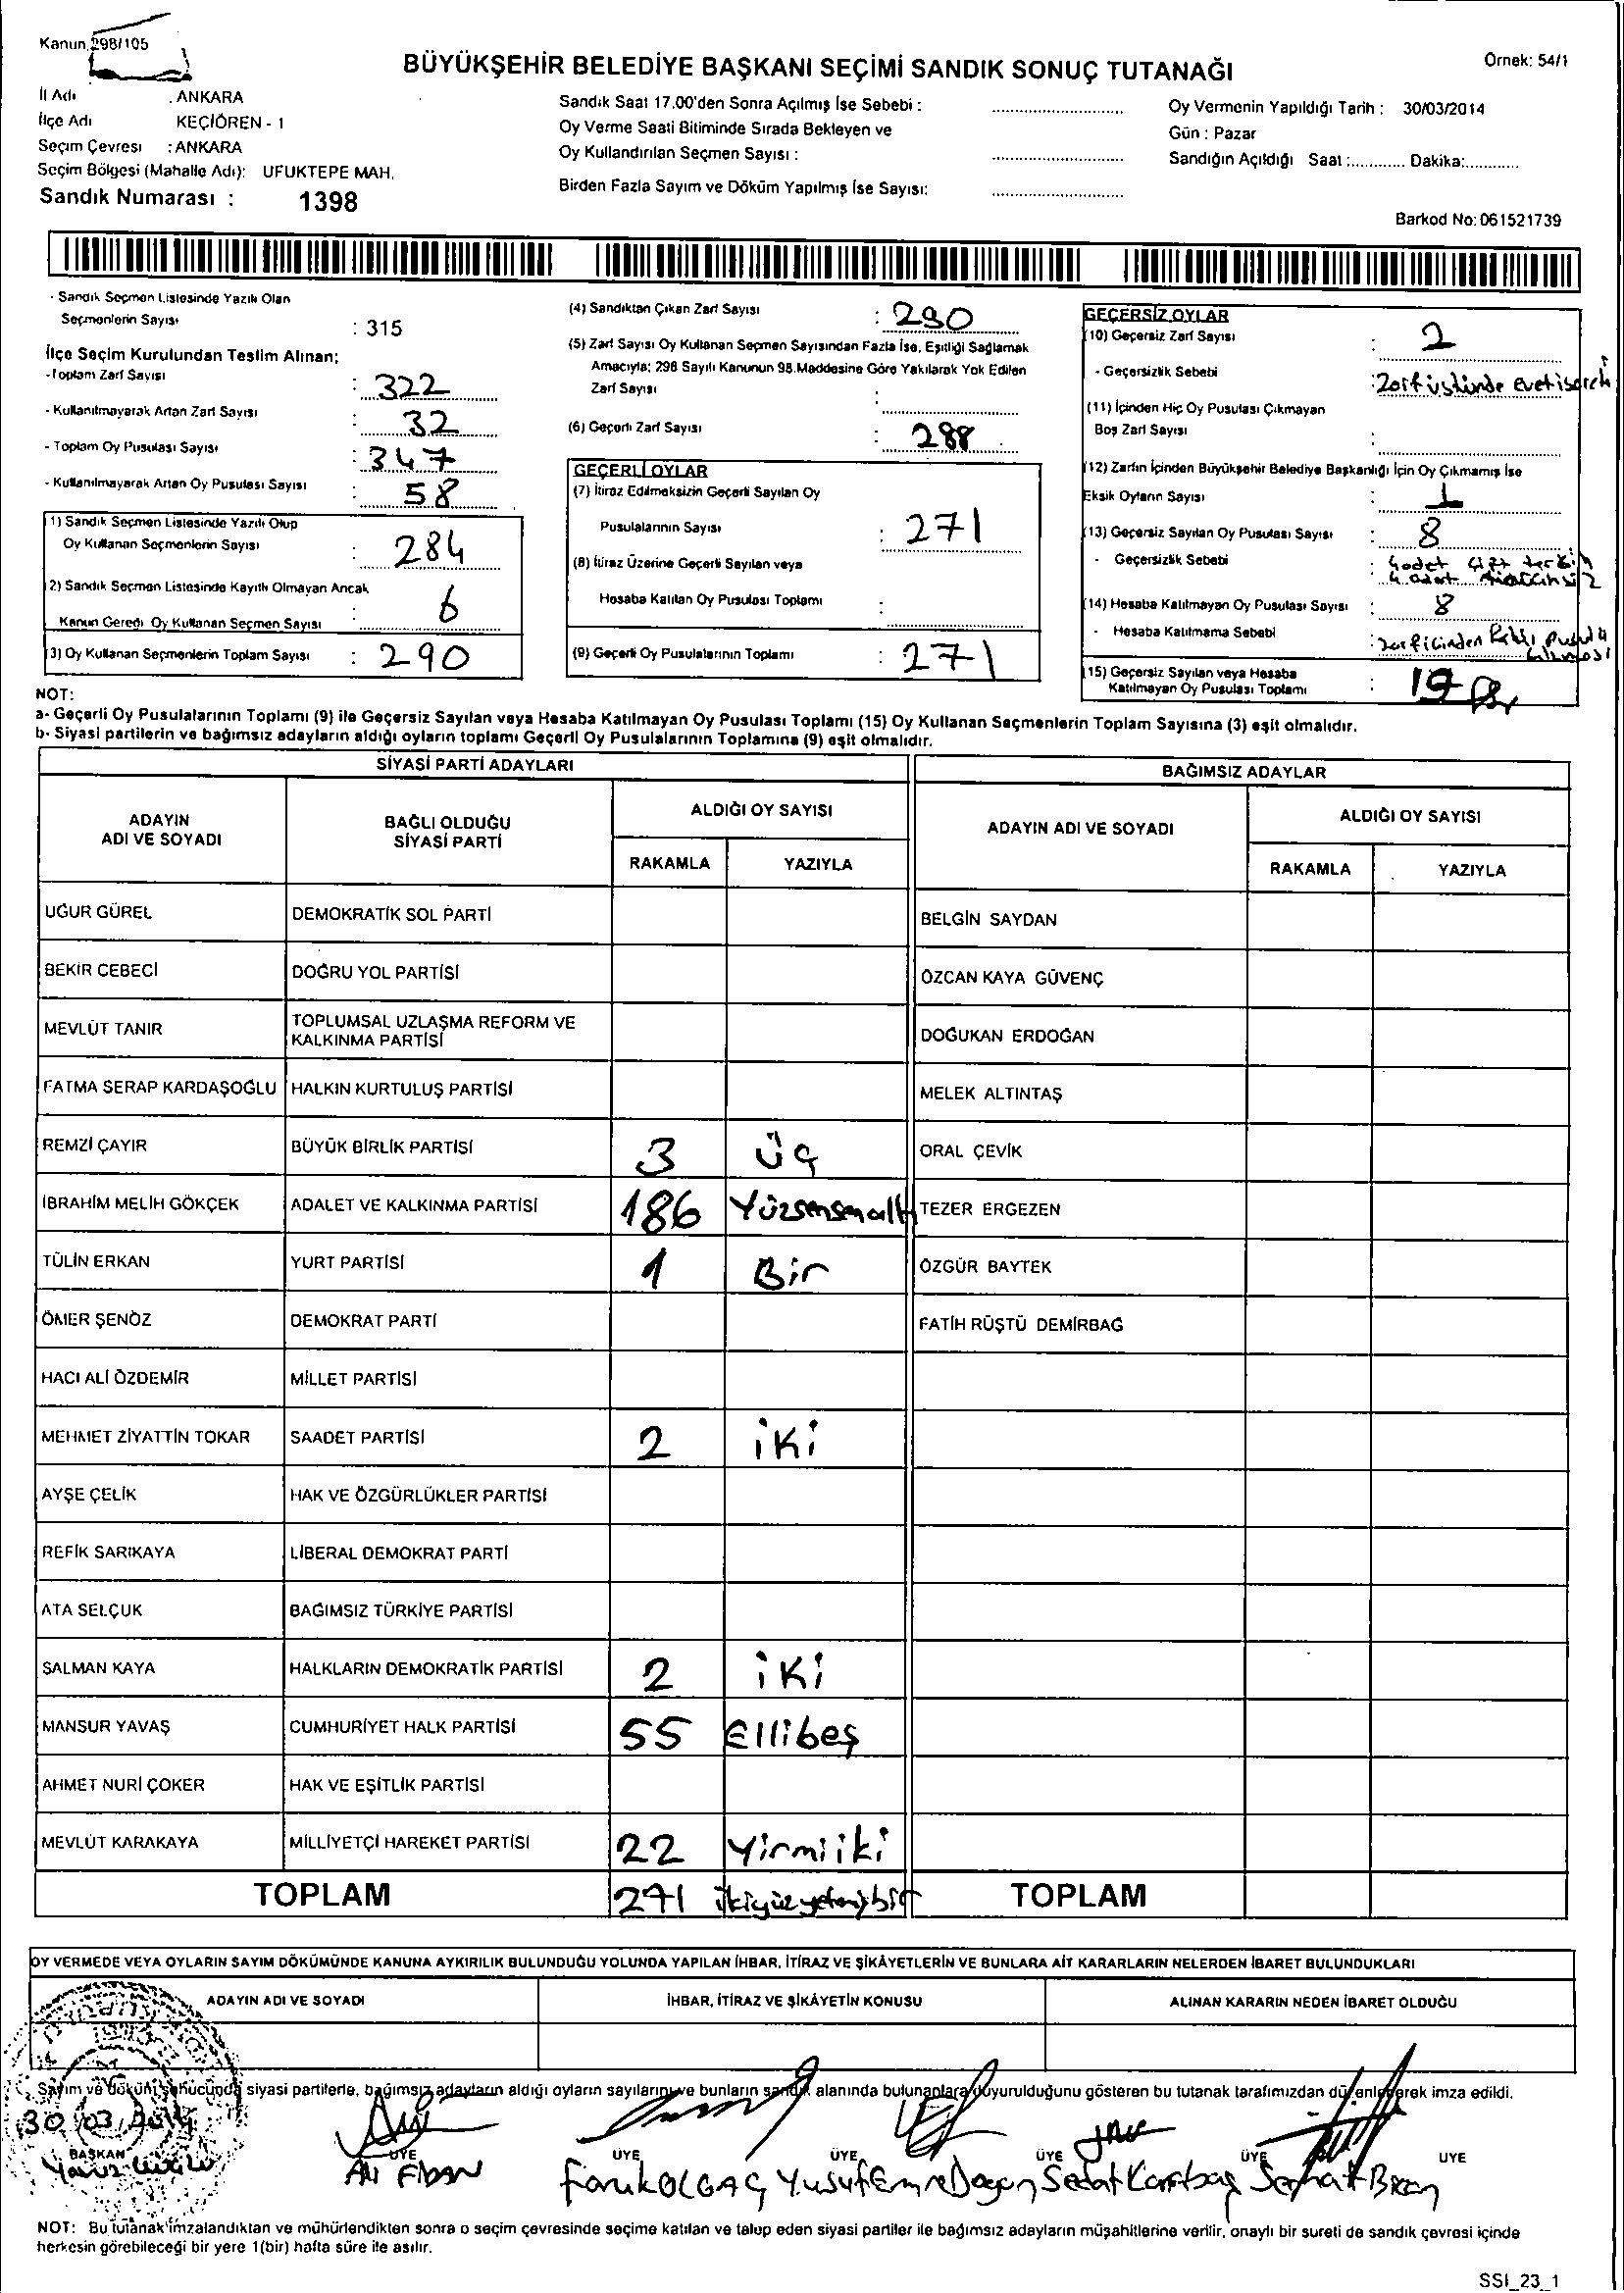 Kanun 298/105
BÜYÜKŞEHİR BELEDİYE BAŞKANI SEÇİMİ SANDIK SONUÇ TUTANAĞI
Örnek: 54/1
İl Adı : ANKARA
İlçe Adı KEÇİÖREN - 1
Seçim Çevresi : ANKARA
Seçim Bölgesi (Mahalle Adı): UFUKTEPE MAH.
Sandık Numarası : 1398
Sandık Saat 17.00'den Sonra Açılmış İse Sebebi :
Oy Verme Saati Bitiminde Sırada Bekleyen ve
Oy Kullandırılan Seçmen Sayısı :
Birden Fazla Sayım ve Döküm Yapılmış İse Sayısı:
Oy Vermenin Yapıldığı Tarih : 30/03/2014
Gün : Pazar
Sandığın Açıldığı Saat :............ Dakika:............
Barkod No: 061521739
- Sandık Seçmen Listesinde Yazılı Olan
Seçmenlerin Sayısı : 315
İlçe Seçim Kurulundan Teslim Alınan;
- Toplam Zarf Sayısı : 322
- Kullanılmayarak Artan Zarf Sayısı : 32
- Toplam Oy Pusulası Sayısı : 347
- Kullanılmayarak Artan Oy Pusulası Sayısı : 58
1) Sandık Seçmen Listesinde Yazılı Olup
Oy Kullanan Seçmenlerin Sayısı : 284
2) Sandık Seçmen Listesinde Kayıtlı Olmayan Ancak
Kanun Gereği Oy Kullanan Seçmen Sayısı : 6
3) Oy Kullanan Seçmenlerin Toplam Sayısı : 290
(4) Sandıktan Çıkan Zarf Sayısı : 290
(5) Zarf Sayısı Oy Kullanan Seçmen Sayısından Fazla İse, Eşitliği Sağlamak
Amacıyla; 298 Sayılı Kanunun 98.Maddesine Göre Yakılarak Yok Edilen
Zarf Sayısı :
(6) Geçerli Zarf Sayısı : 288
GEÇERLİ OYLAR
(7) İtiraz Edilmeksizin Geçerli Sayılan Oy
Pusulalarının Sayısı : 271
(8) İtiraz Üzerine Geçerli Sayılan veya
Hesaba Katılan Oy Pusulası Toplamı :
(9) Geçerli Oy Pusulalarının Toplamı : 271
GEÇERSİZ OYLAR
(10) Geçersiz Zarf Sayısı : 2
- Geçersizlik Sebebi : Zarf üstünde evet işareti
(11) İçinden Hiç Oy Pusulası Çıkmayan
Boş Zarf Sayısı :
(12) Zarfın İçinden Büyükşehir Belediye Başkanlığı İçin Oy Çıkmamış İse
Eksik Oyların Sayısı : 1
(13) Geçersiz Sayılan Oy Pusulası Sayısı : 8
- Geçersizlik Sebebi : 4 adet çift tercih
4 adet
(14) Hesaba Katılmayan Oy Pusulası Sayısı : 8
- Hesaba Katılmama Sebebi : zarf içinden farklı pusula
çıkması
(15) Geçersiz Sayılan veya Hesaba
Katılmayan Oy Pusulası Toplamı : 19
NOT:
a- Geçerli Oy Pusulalarının Toplamı (9) ile Geçersiz Sayılan veya Hesaba Katılmayan Oy Pusulası Toplamı (15) Oy Kullanan Seçmenlerin Toplam Sayısına (3) eşit olmalıdır.
b- Siyasi partilerin ve bağımsız adayların aldığı oyların toplamı Geçerli Oy Pusulalarının Toplamına (9) eşit olmalıdır.
SİYASİ PARTİ ADAYLARI
ADAYIN ADI VE SOYADI
BAĞLI OLDUĞU SİYASİ PARTİ
ALDIĞI OY SAYISI
RAKAMLA YAZIYLA
UĞUR GÜREL DEMOKRATİK SOL PARTİ
BEKİR CEBECİ DOĞRU YOL PARTİSİ
MEVLÜT TANIR TOPLUMSAL UZLAŞMA REFORM VE
KALKINMA PARTİSİ
FATMA SERAP KARDAŞOĞLU HALKIN KURTULUŞ PARTİSİ
REMZİ ÇAYIR BÜYÜK BİRLİK PARTİSİ 3 üç
İBRAHİM MELİH GÖKÇEK ADALET VE KALKINMA PARTİSİ 186 Yüzsensenaltı
TÜLİN ERKAN YURT PARTİSİ 1 Bir
ÖMER ŞENÖZ DEMOKRAT PARTİ
HACI ALİ ÖZDEMİR MİLLET PARTİSİ
MEHMET ZİYATTİN TOKAR SAADET PARTİSİ 2 iki
AYŞE ÇELİK HAK VE ÖZGÜRLÜKLER PARTİSİ
REFİK SARIKAYA LİBERAL DEMOKRAT PARTİ
ATA SELÇUK BAĞIMSIZ TÜRKİYE PARTİSİ
SALMAN KAYA HALKLARIN DEMOKRATİK PARTİSİ 2 iki
MANSUR YAVAŞ CUMHURİYET HALK PARTİSİ 55 Ellibeş
AHMET NURİ ÇOKER HAK VE EŞİTLİK PARTİSİ
MEVLÜT KARAKAYA MİLLİYETÇİ HAREKET PARTİSİ 22 Yirmiiki
TOPLAM 271 ikiyüzyetmişbir
BAĞIMSIZ ADAYLAR
ADAYIN ADI VE SOYADI
ALDIĞI OY SAYISI
RAKAMLA YAZIYLA
BELGİN SAYDAN
ÖZCAN KAYA GÜVENÇ
DOĞUKAN ERDOĞAN
MELEK ALTINTAŞ
ORAL ÇEVİK
TEZER ERGEZEN
ÖZGÜR BAYTEK
FATİH RÜŞTÜ DEMİRBAĞ
TOPLAM
OY VERMEDE VEYA OYLARIN SAYIM DÖKÜMÜNDE KANUNA AYKIRILIK BULUNDUĞU YOLUNDA YAPILAN İHBAR, İTİRAZ VE ŞİKÂYETLERİN VE BUNLARA AİT KARARLARIN NELERDEN İBARET BULUNDUKLARI
ADAYIN ADI VE SOYADI İHBAR, İTİRAZ VE ŞİKÂYETİN KONUSU ALINAN KARARIN NEDEN İBARET OLDUĞU
Sayım ve döküm sonucunda siyasi partilerle, bağımsız adayların aldığı oyların sayılarını ve bunların sandık alanında bulunanlara duyurulduğunu gösteren bu tutanak tarafımızdan düzenlenerek imza edildi.
30/03/2014
BAŞKAN ÜYE ÜYE ÜYE ÜYE ÜYE ÜYE
Ali FİDAN Faruk OLGAÇ Yusuf Emre Doğan Sedat Serhat
NOT: Bu tutanak imzalandıktan ve mühürlendikten sonra o seçim çevresinde seçime katılan ve talep eden siyasi partiler ile bağımsız adayların müşahitlerine verilir, onaylı bir sureti de sandık çevresi içinde
herkesin görebileceği bir yere 1(bir) hafta süre ile asılır.
SSI_23_1